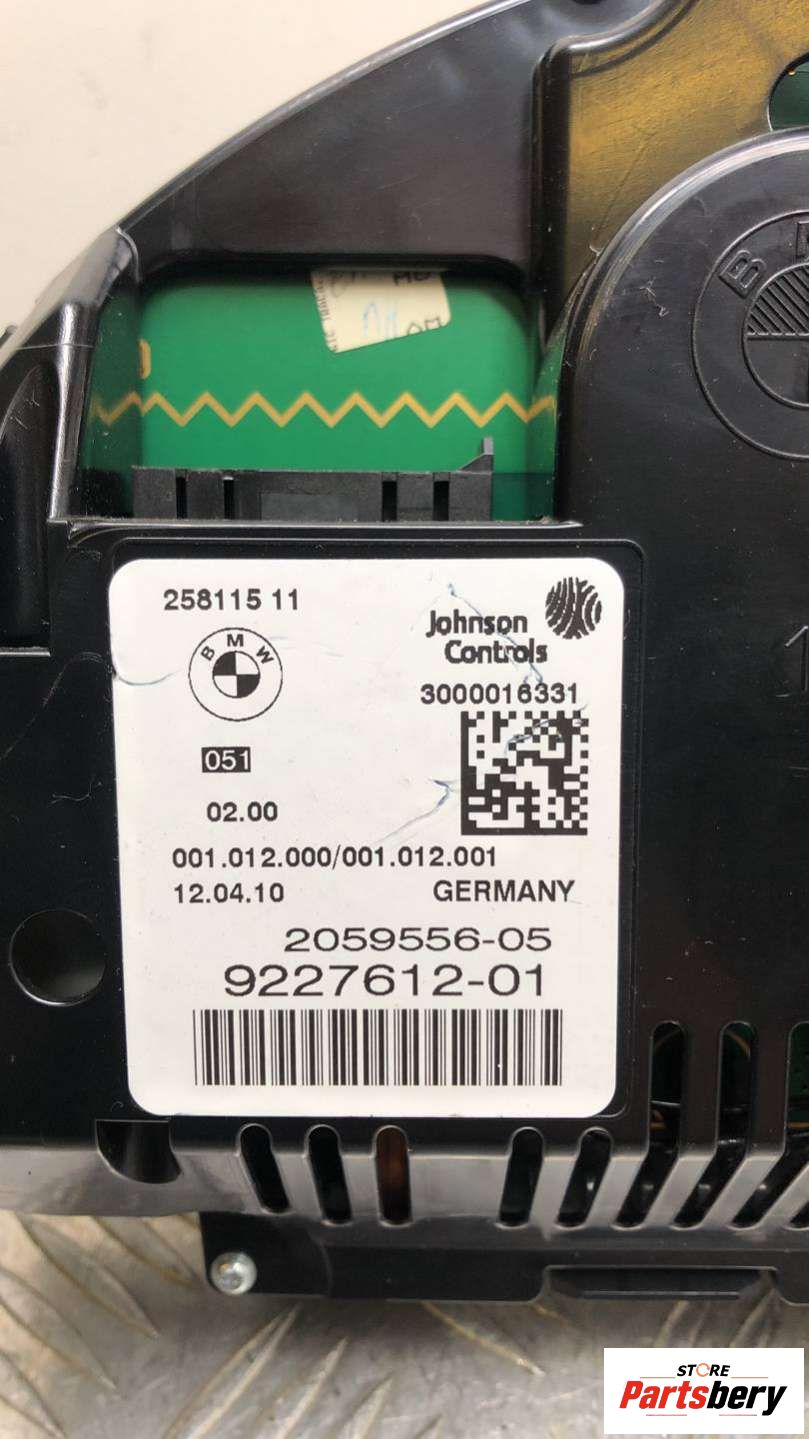 BM
258115 11
BMW
Johnson
Controls
3000016331
051
02.00
001.012.000/001.012.001
12.04.10
GERMANY
2059556-05
9227612-01
STORE
Partsbery